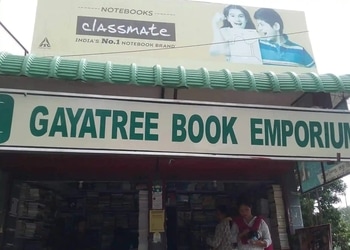 NOTEBOOKS
classmate
INDIA'S No.1 NOTEBOOK BRAND
GAYATREE BOOK EMPORIUM